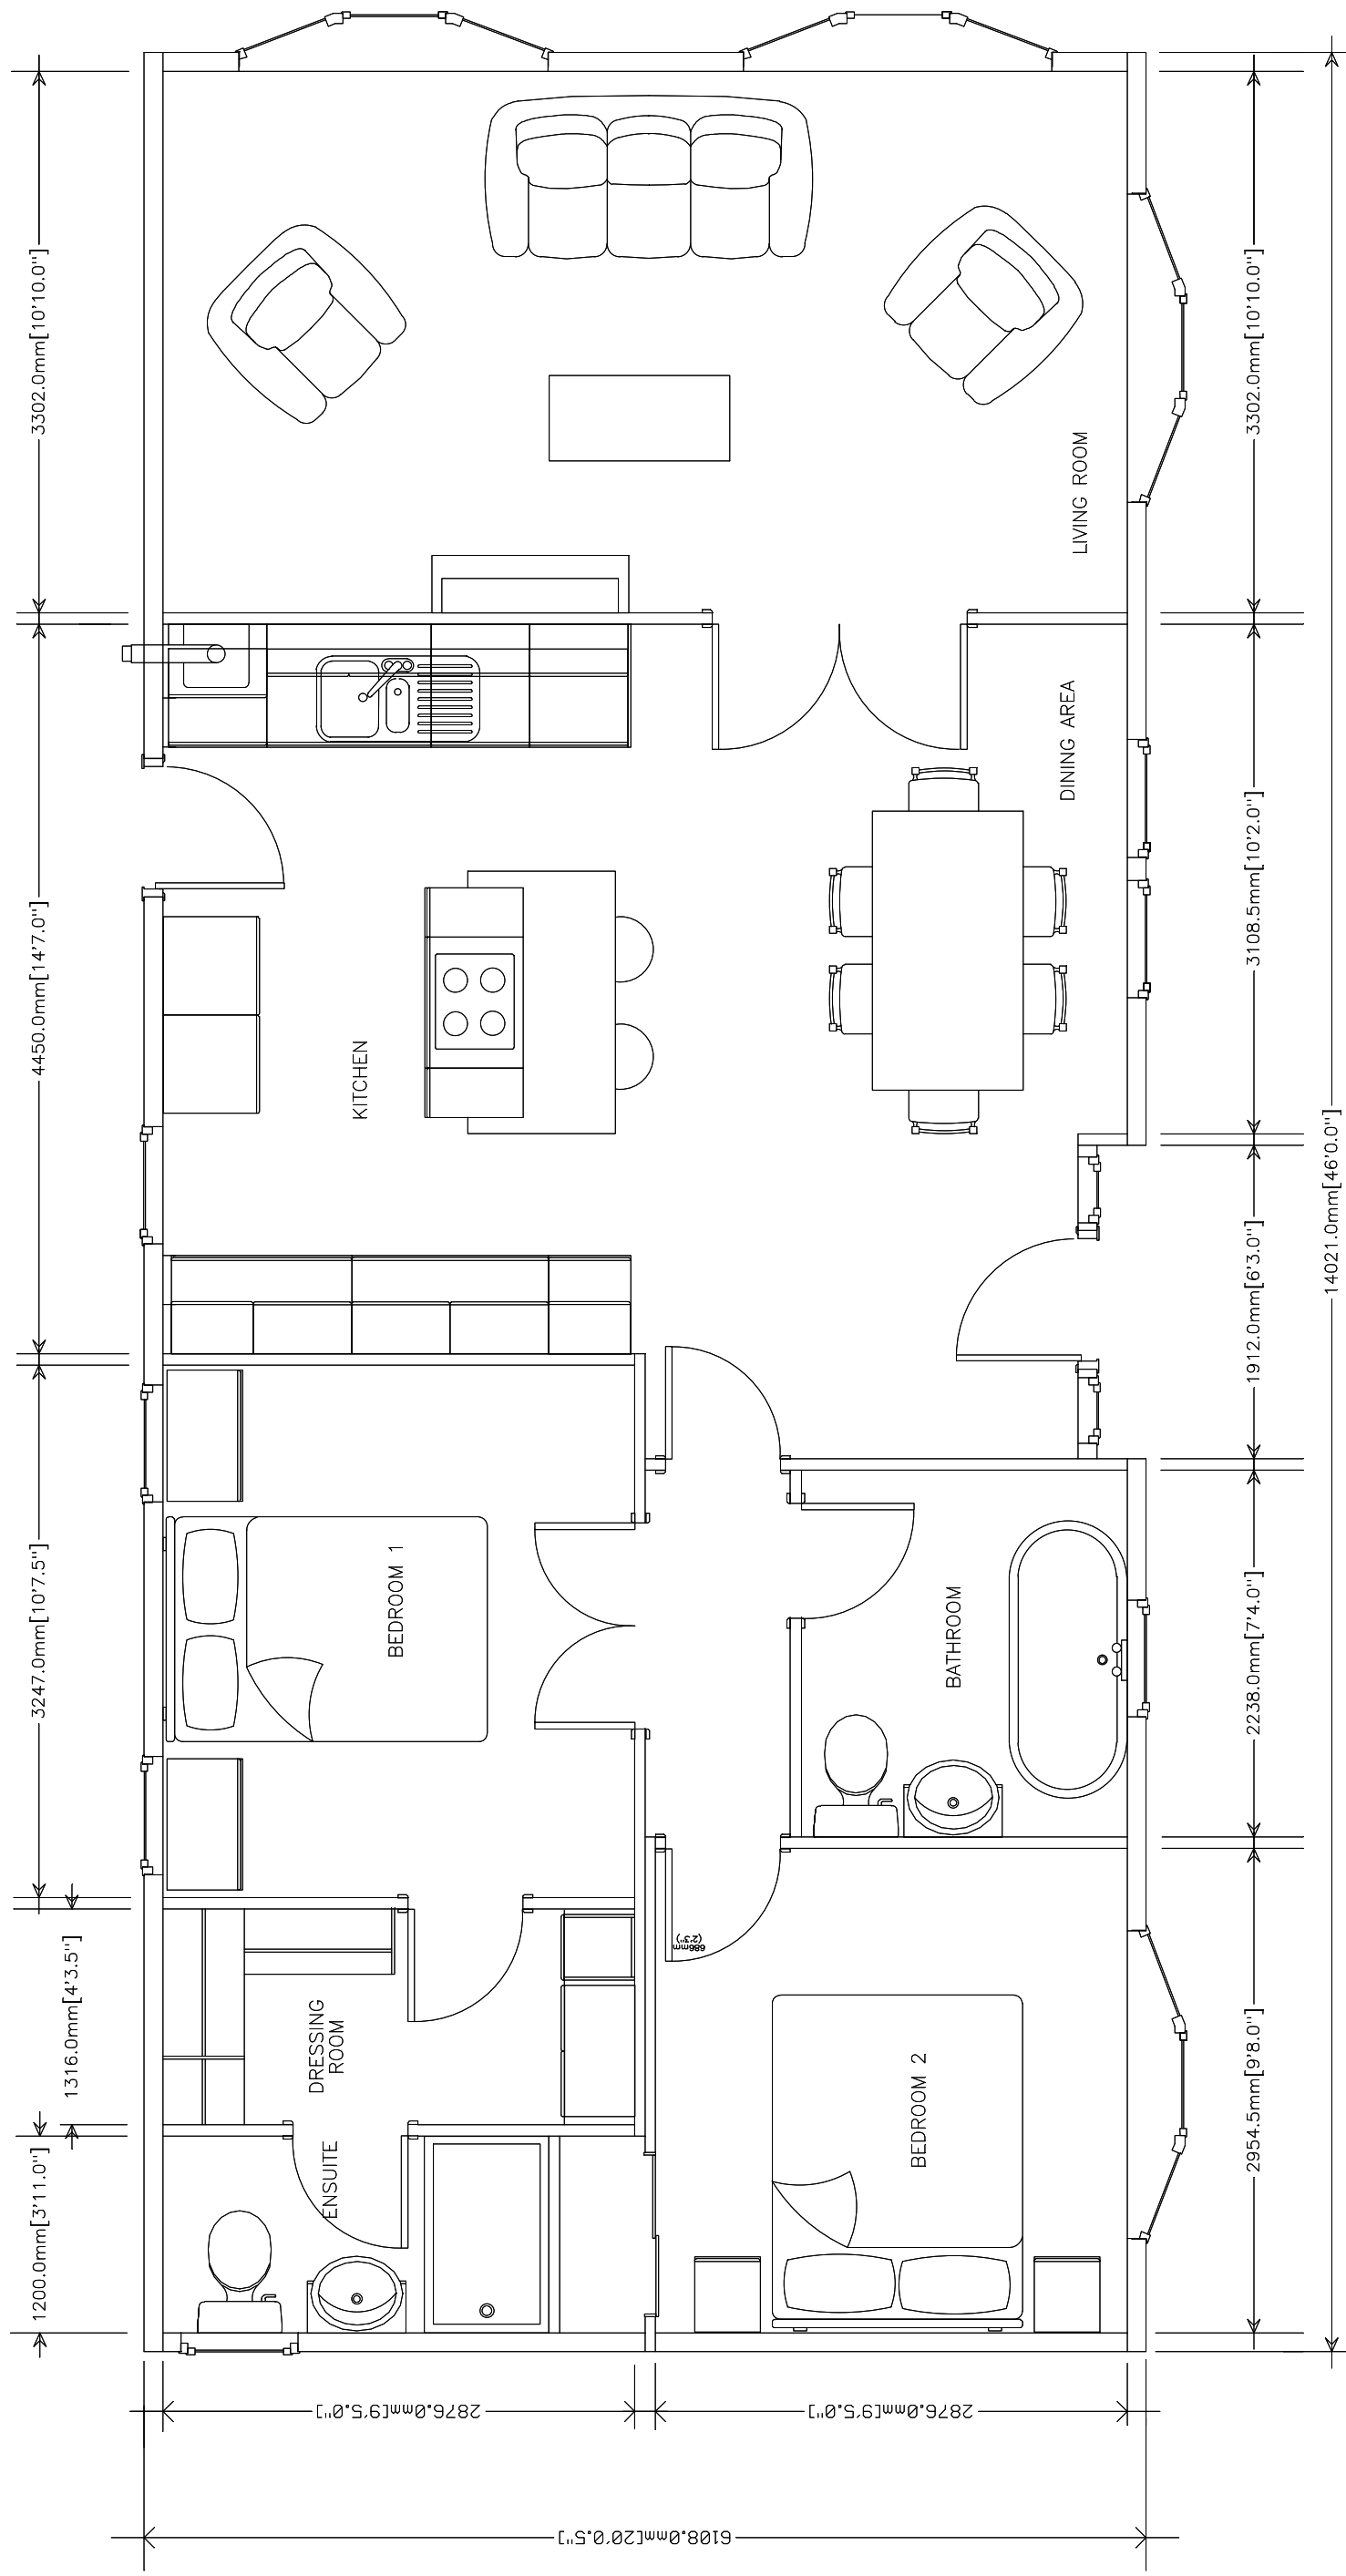 3302.0mm[10'10.0"]
4450.0mm[14'7.0"]
3247.0mm[10'7.5"]
1316.0mm[4'3.5"]
1200.0mm[3'11.0"]
LIVING ROOM
DINING AREA
KITCHEN
BEDROOM 1
BATHROOM
DRESSING
ROOM
ENSUITE
BEDROOM 2
686mm
(2'3")
3302.0mm[10'10.0"]
3108.5mm[10'2.0"]
1912.0mm[6'3.0"]
2238.0mm[7'4.0"]
2954.5mm[9'8.0"]
14021.0mm[46'0.0"]
2876.0mm[9'5.0"]
2876.0mm[9'5.0"]
6108.0mm[20'0.5"]